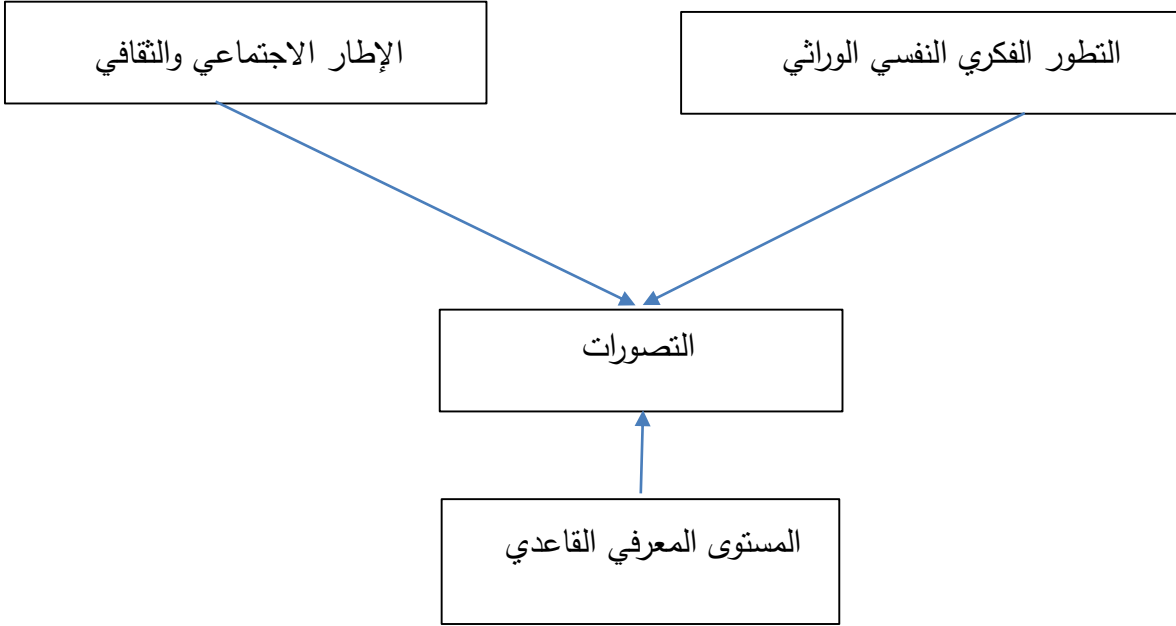 التطور الفكري النفسي الوراثي
الإطار الاجتماعي والثقافي
التصورات
المستوى المعرفي القاعدي